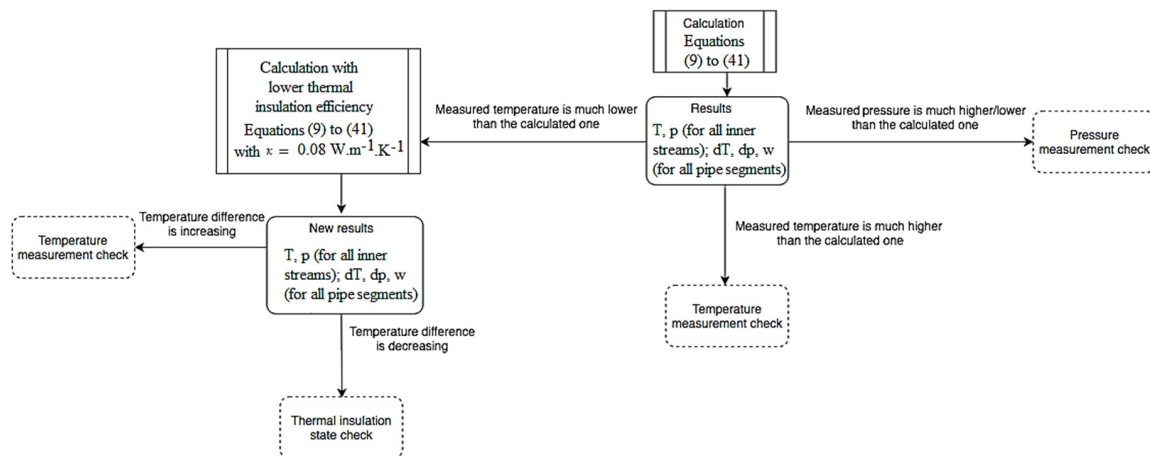 Calculation
Equations
(9) to (41)
Calculation with
lower thermal
insulation efficiency
Equations (9) to (41)
with ϰ = 0.08 W.m-1.K-1
Measured temperature is much lower
than the calculated one
Results
T, p (for all inner
streams); dT, dp, w
(for all pipe segments)
Measured pressure is much higher/lower
than the calculated one
Pressure
measurement check
Temperature difference
is increasing
Temperature
measurement check
New results
T, p (for all inner
streams); dT, dp, w
(for all pipe segments)
Measured temperature is much higher
than the calculated one
Temperature
measurement check
Temperature difference
is decreasing
Thermal insulation
state check